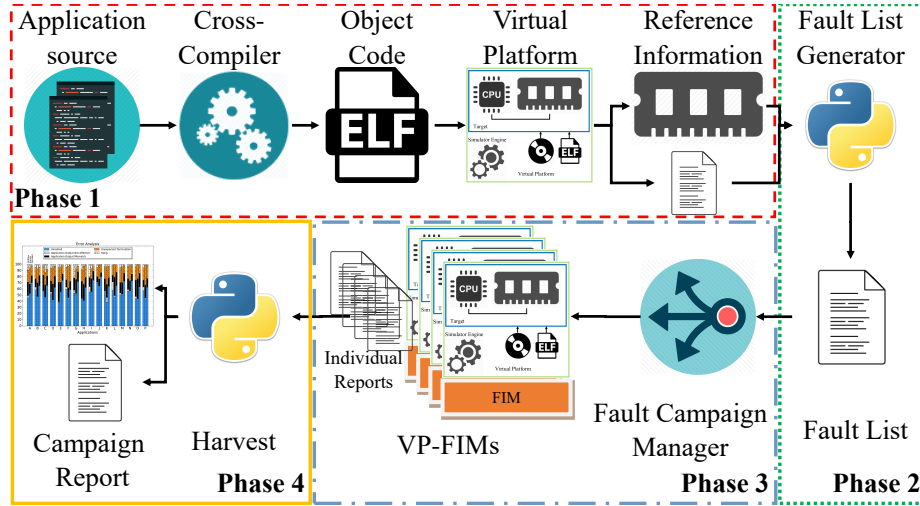 Application
source
Cross-
Compiler
Object
Code
Virtual
Platform
Reference
Information
Fault List
Generator
ELF
CPU
Target
Simulator Engine
ELF
Virtual Platform
Phase 1
Error Analysis
Applications
Campaign
Report
Harvest
Phase 4
Individual
Reports
CPU
Target
Simulator Engine
ELF
Virtual Platform
FIM
VP-FIMs
Fault Campaign
Manager
Phase 3
Fault List
Phase 2